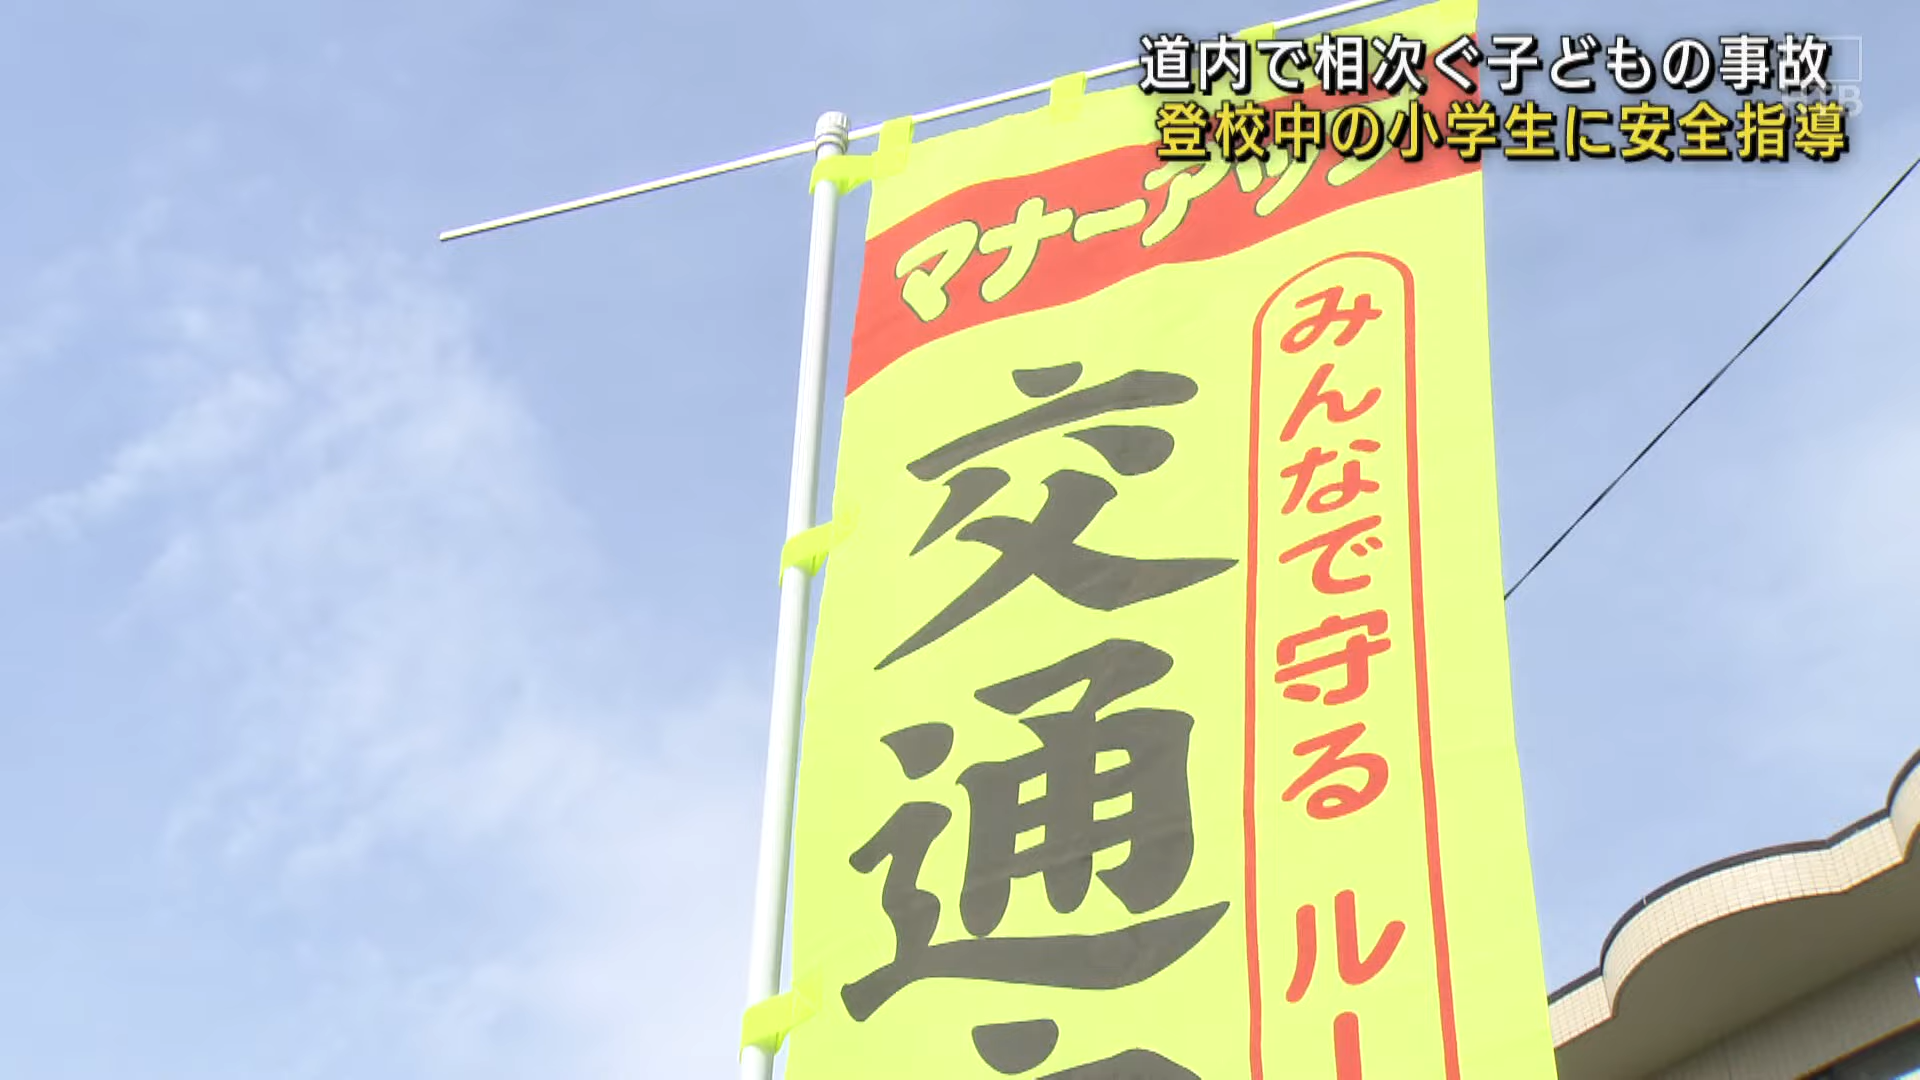 道内で相次ぐ子どもの事故
登校中の小学生に安全指導
マナーアップ
みんなで守る ルー
交通